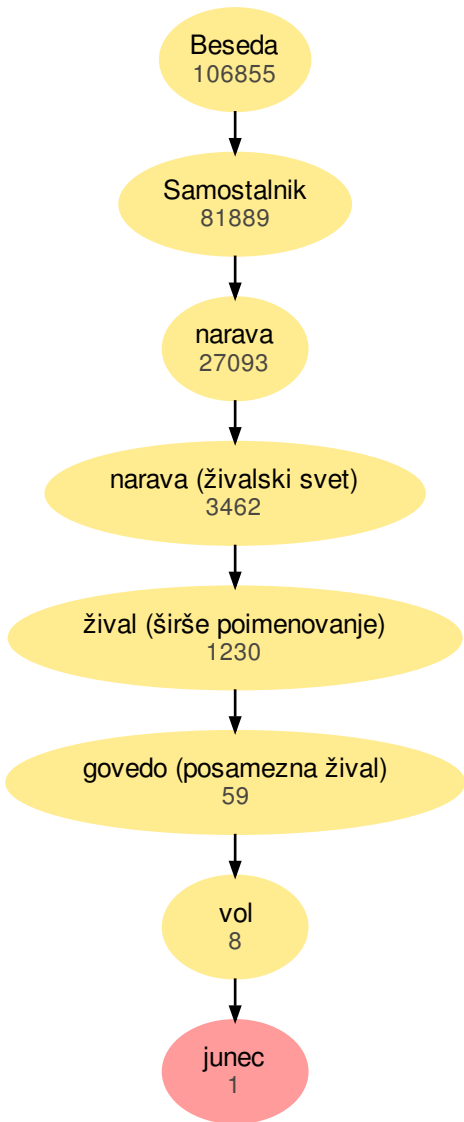 Beseda
106855
Samostalnik
81889
narava
27093
narava (živalski svet)
3462
žival (širše poimenovanje)
1230
govedo (posamezna žival)
59
vol
8
junec
1